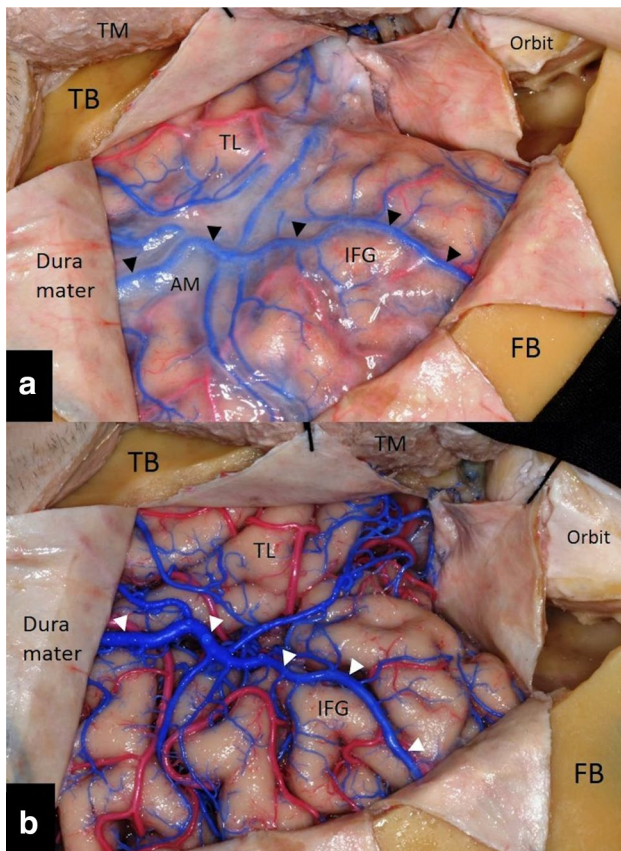 TM
Orbit
TB
TL
Dura
mater
IFG
AM
FB
a
TM
TB
Orbit
TL
Dura
mater
IFG
FB
b